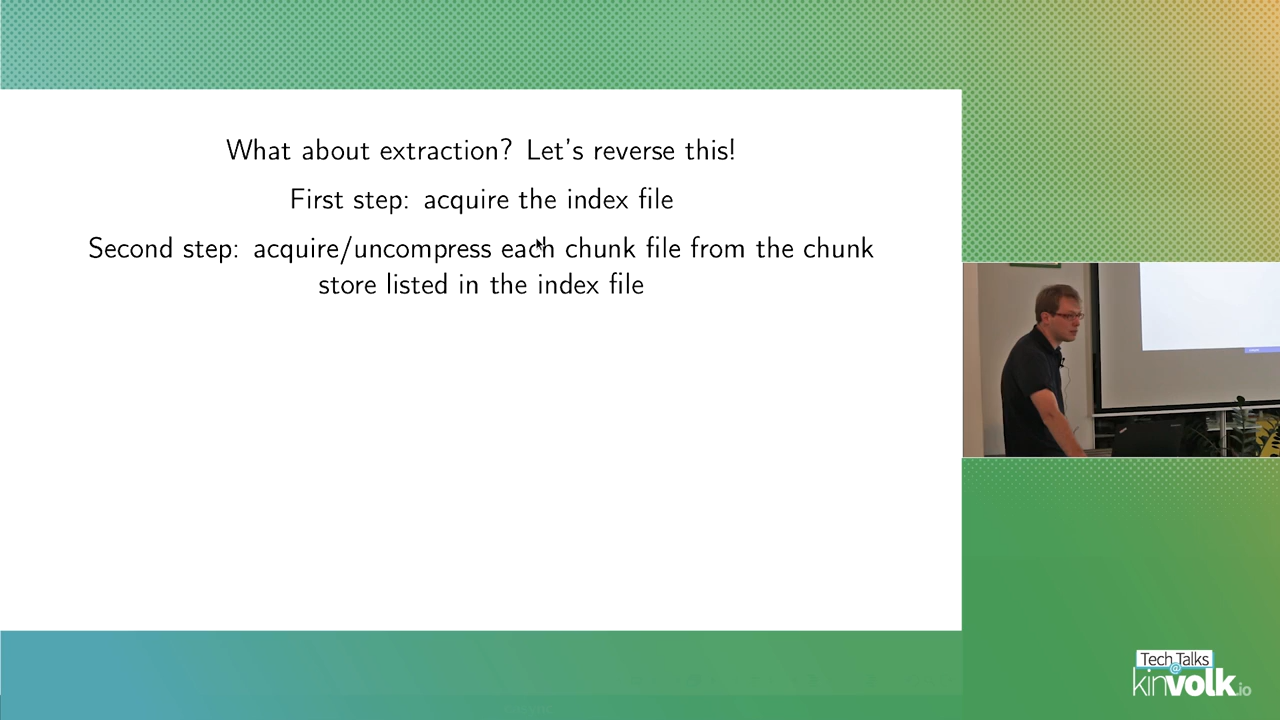 What about extraction? Let's reverse this!
First step: acquire the index file
Second step: acquire/uncompress each chunk file from the chunk
store listed in the index file
Tech Talks
@
kinvolk.io